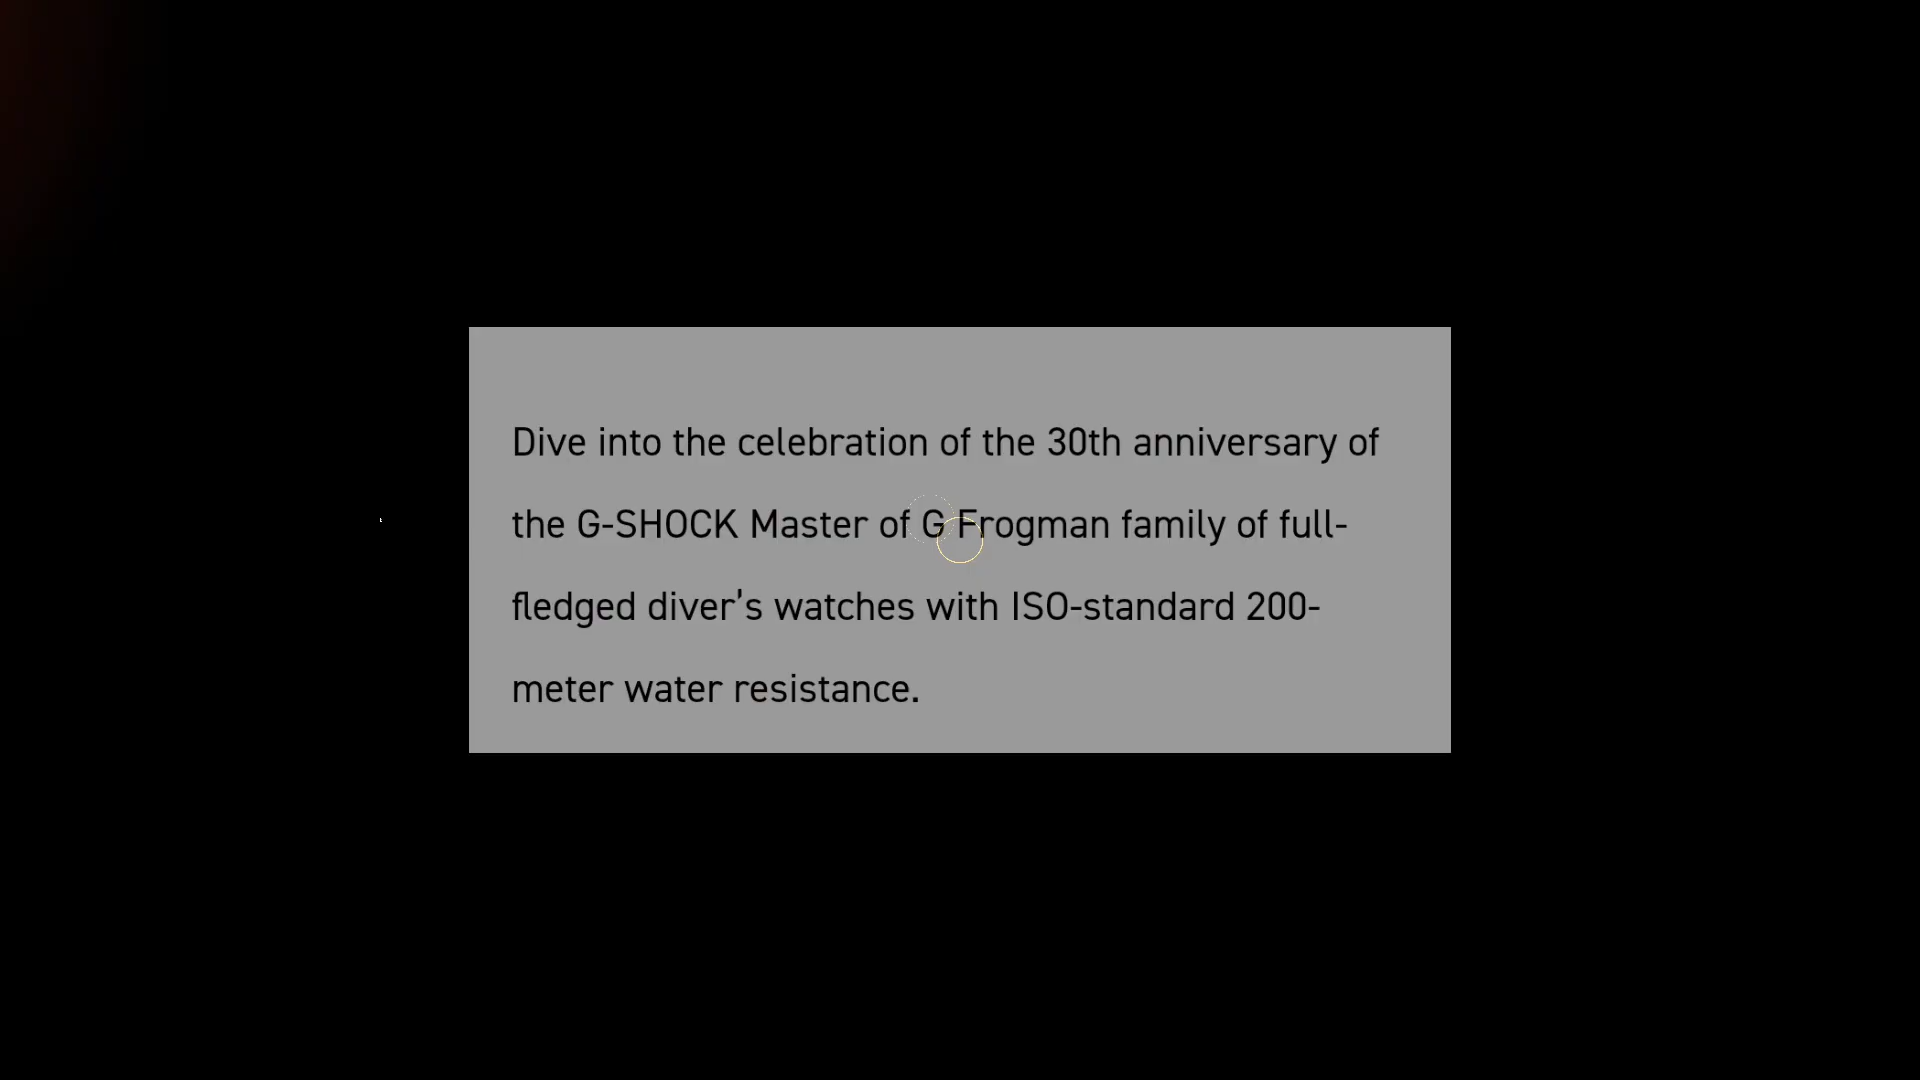 Dive into the celebration of the 30th anniversary of
the G-SHOCK Master of G Frogman family of full-
fledged diver's watches with ISO-standard 200-
meter water resistance.